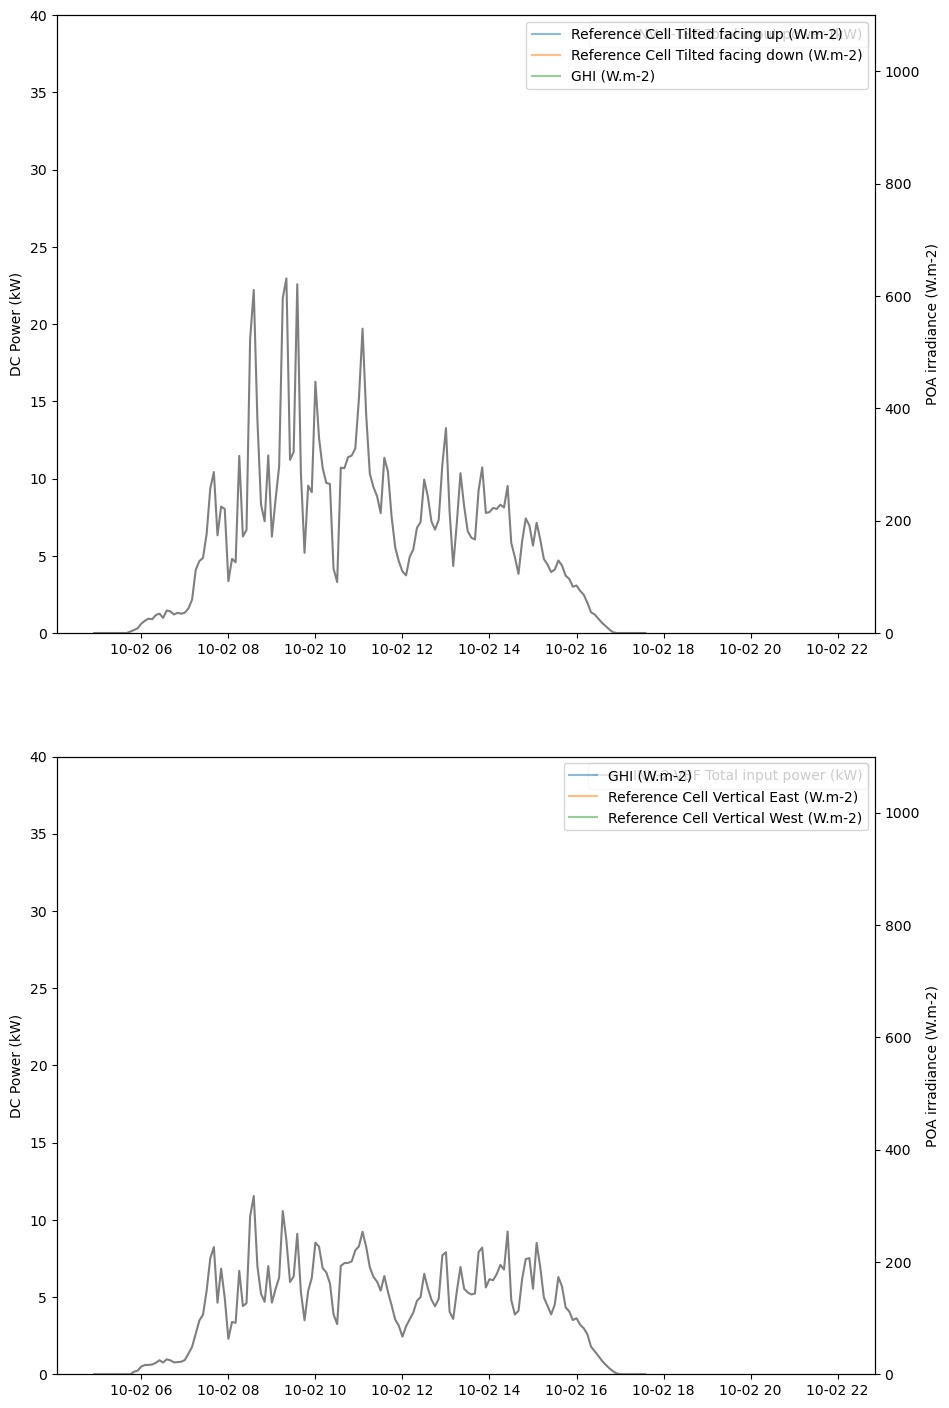 40
35
30
25
20
15
10
5
0
DC Power (kW)
Reference Cell Tilted facing up (W.m-2)
Reference Cell Tilted facing down (W.m-2)
GHI (W.m-2)
1000
800
600
400
200
0
POA irradiance (W.m-2)
10-02 06 10-02 08 10-02 10 10-02 12 10-02 14 10-02 16 10-02 18 10-02 20 10-02 22
40
35
30
25
20
15
10
5
0
DC Power (kW)
Total input power (kW)
GHI (W.m-2)
Reference Cell Vertical East (W.m-2)
Reference Cell Vertical West (W.m-2)
1000
800
600
400
200
0
POA irradiance (W.m-2)
10-02 06 10-02 08 10-02 10 10-02 12 10-02 14 10-02 16 10-02 18 10-02 20 10-02 22